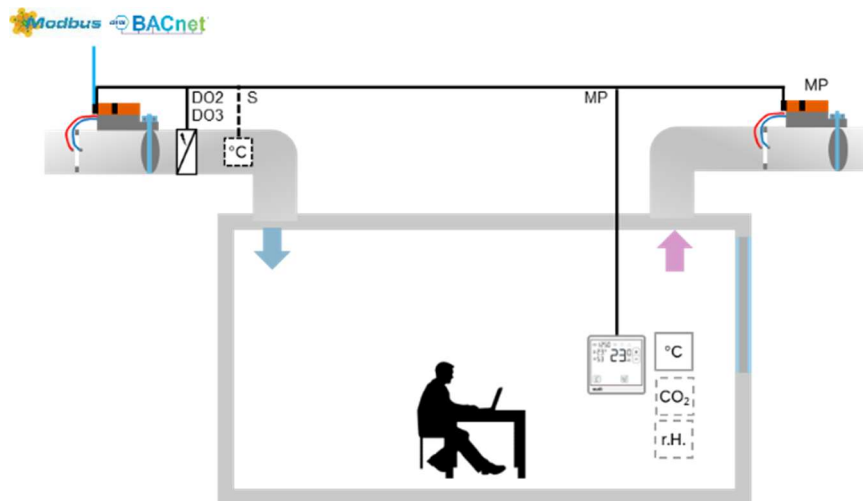 Modbus BACnet
DO2 S MP MP
DO3
°C
23
°C
CO₂
r.H.